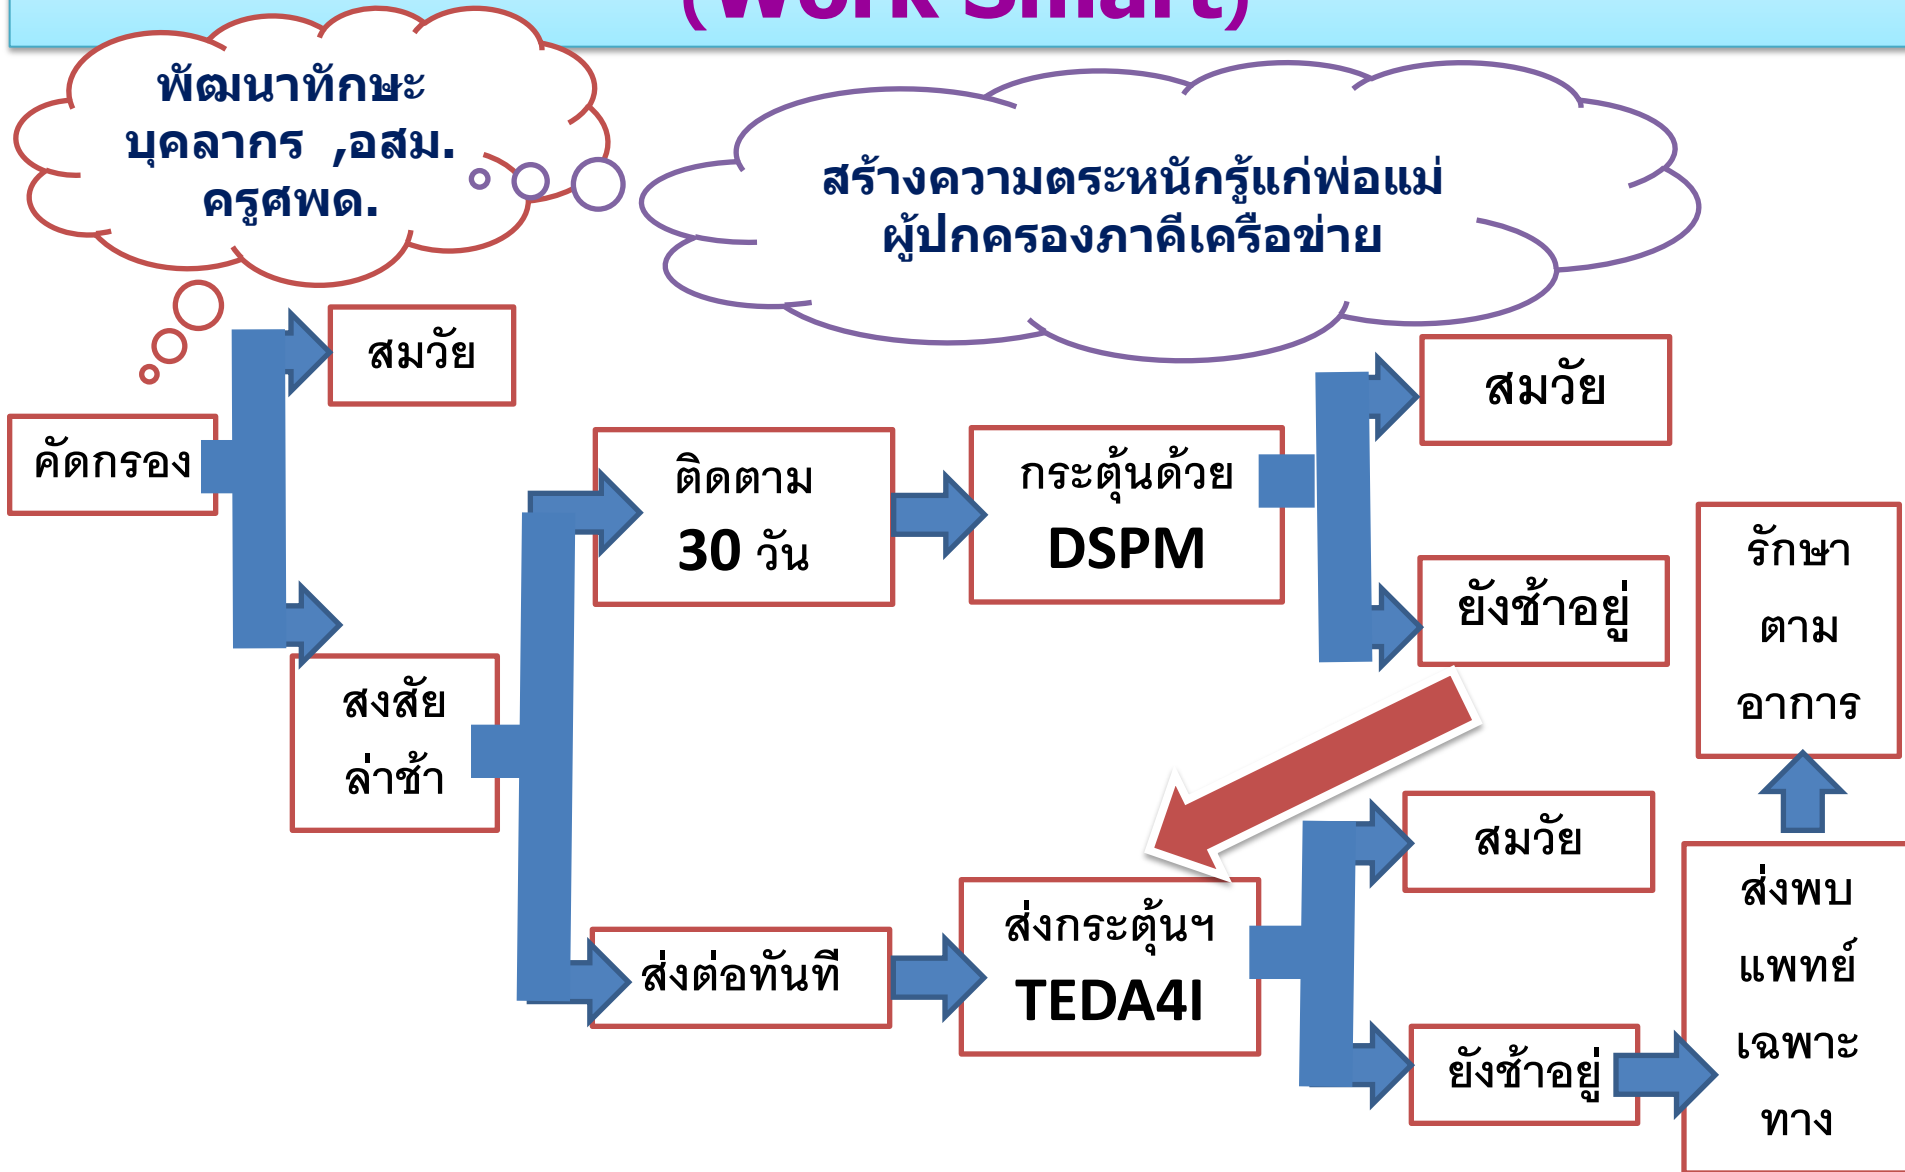 (Work Smart)
พัฒนาทักษะ
บุคลากร ,อสม.
ครูศพด.
สร้างความตระหนักรู้แก่พ่อแม่
ผู้ปกครองภาคีเครือข่าย
คัดกรอง
สมวัย
สงสัย
ล่าช้า
ติดตาม
30 วัน
กระตุ้นด้วย
DSPM
สมวัย
ยังช้าอยู่
ส่งต่อทันที
ส่งกระตุ้นฯ
TEDA4I
สมวัย
ยังช้าอยู่
ส่งพบ
แพทย์
เฉพาะ
ทาง
รักษา
ตาม
อาการ